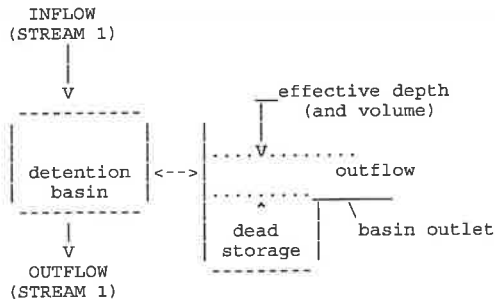 INFLOW
(STREAM 1)
effective depth
(and volume)
outflow
detention
basin
<-->
dead
storage
basin outlet
OUTFLOW
(STREAM 1)